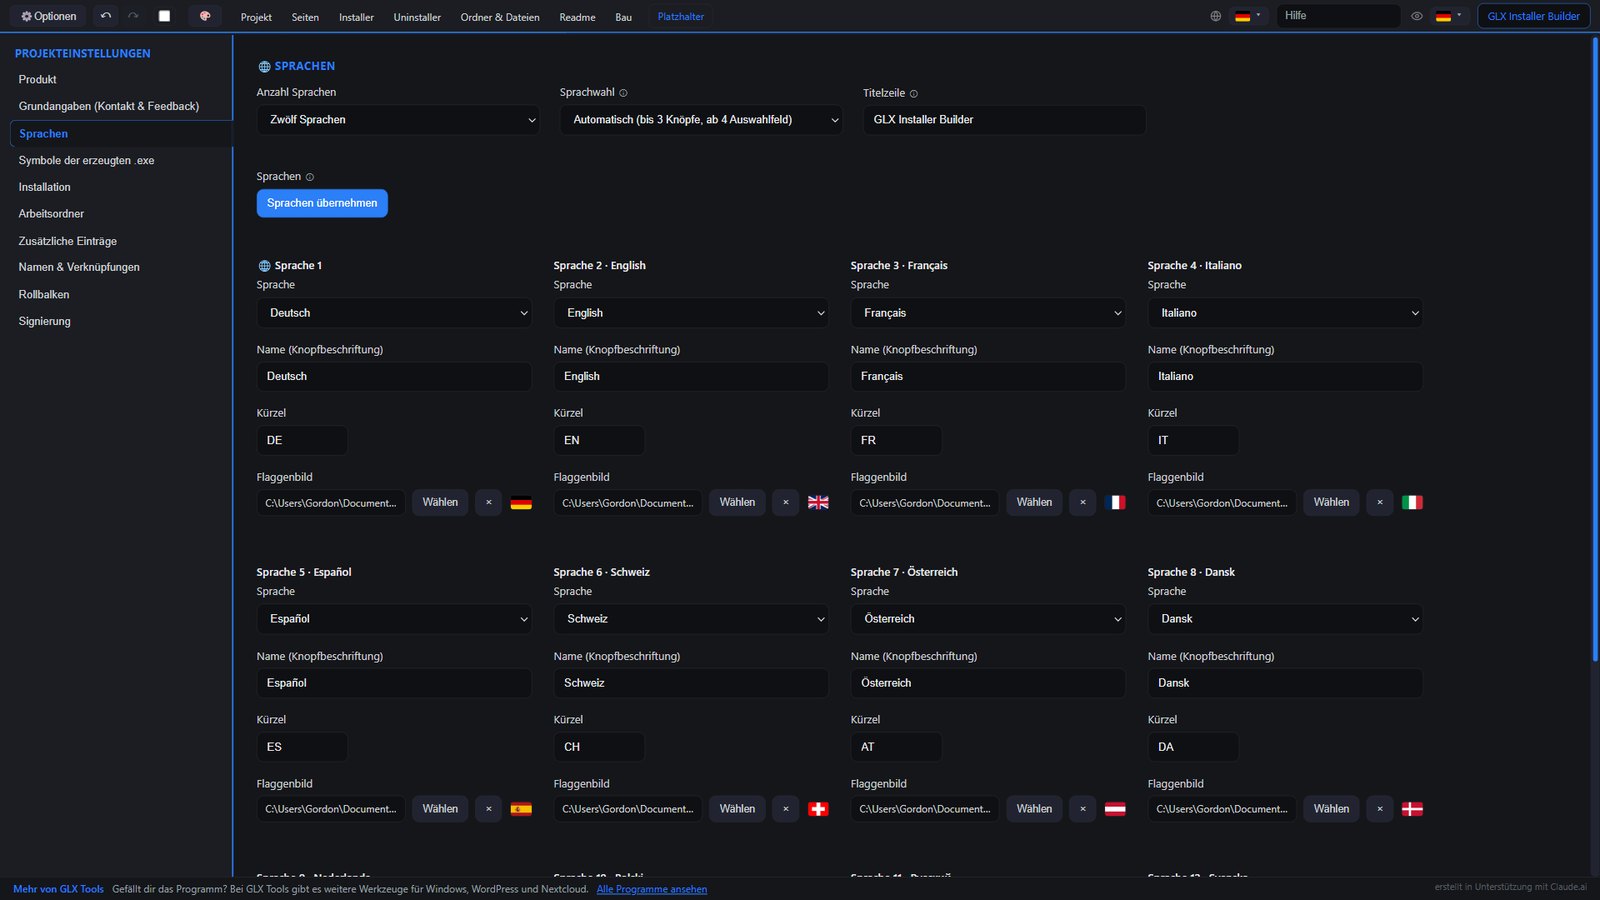 Optionen Projekt Seiten Installer Uninstaller Ordner & Dateien Readme Bau Platzhalter Hilfe GLX Installer Builder
PROJEKTEINSTELLUNGEN
Produkt
Grundangaben (Kontakt & Feedback)
Sprachen
Symbole der erzeugten .exe
Installation
Arbeitsordner
Zusätzliche Einträge
Namen & Verknüpfungen
Rollbalken
Signierung
SPRACHEN
Anzahl Sprachen Sprachwahl Titelzeile
Zwölf Sprachen Automatisch (bis 3 Knöpfe, ab 4 Auswahlfeld) GLX Installer Builder
Sprachen
Sprachen übernehmen
Sprache 1 Sprache 2 · English Sprache 3 · Français Sprache 4 · Italiano
Sprache Sprache Sprache Sprache
Deutsch English Français Italiano
Name (Knopfbeschriftung) Name (Knopfbeschriftung) Name (Knopfbeschriftung) Name (Knopfbeschriftung)
Deutsch English Français Italiano
Kürzel Kürzel Kürzel Kürzel
DE EN FR IT
Flaggenbild Flaggenbild Flaggenbild Flaggenbild
C:\Users\Gordon\Document... Wählen × C:\Users\Gordon\Document... Wählen × C:\Users\Gordon\Document... Wählen × C:\Users\Gordon\Document... Wählen ×
Sprache 5 · Español Sprache 6 · Schweiz Sprache 7 · Österreich Sprache 8 · Dansk
Sprache Sprache Sprache Sprache
Español Schweiz Österreich Dansk
Name (Knopfbeschriftung) Name (Knopfbeschriftung) Name (Knopfbeschriftung) Name (Knopfbeschriftung)
Español Schweiz Österreich Dansk
Kürzel Kürzel Kürzel Kürzel
ES CH AT DA
Flaggenbild Flaggenbild Flaggenbild Flaggenbild
C:\Users\Gordon\Document... Wählen × C:\Users\Gordon\Document... Wählen × C:\Users\Gordon\Document... Wählen × C:\Users\Gordon\Document... Wählen ×
Mehr von GLX Tools Gefällt dir das Programm? Bei GLX Tools gibt es weitere Werkzeuge für Windows, WordPress und Nextcloud. Alle Programme ansehen erstellt in Unterstützung mit Claude.ai